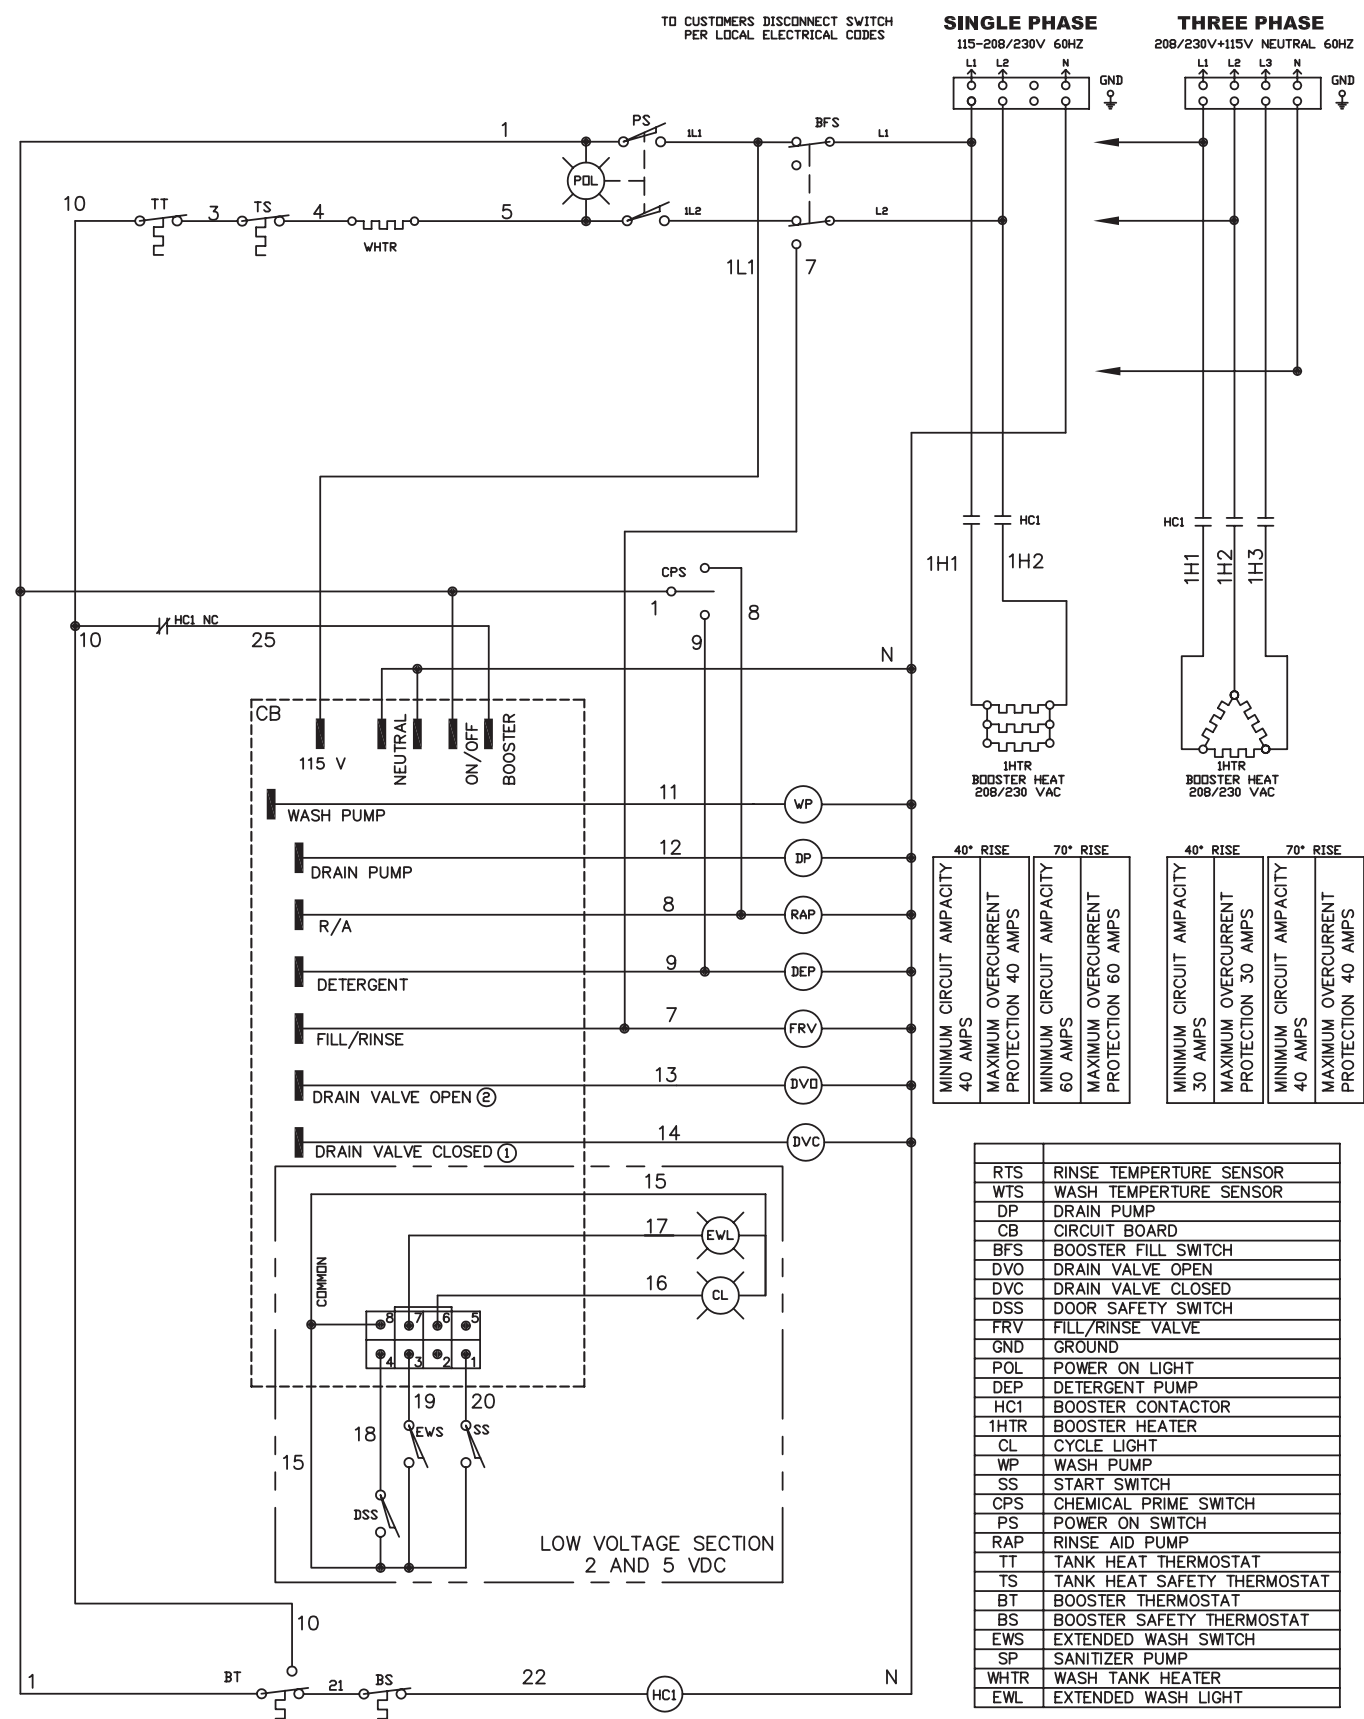 TO CUSTOMERS DISCONNECT SWITCH
PER LOCAL ELECTRICAL CODES
SINGLE PHASE
115-208/230V 60HZ
L1 L2 N
GND
THREE PHASE
208/230V+115V NEUTRAL 60HZ
L1 L2 L3 N
GND
1
PS
1L1
BFS
L1
POL
10
TT
3
TS
4
WHTR
5
1L2
L2
1L1
7
HC1
1H1
1H2
HC1
1H1
1H2
1H3
CPS
1
8
9
10
HC1 NC
25
N
CB
115 V
NEUTRAL
ON/OFF
BOOSTER
1HTR
BOOSTER HEAT
208/230 VAC
1HTR
BOOSTER HEAT
208/230 VAC
WASH PUMP
11
WP
DRAIN PUMP
12
DP
R/A
8
RAP
DETERGENT
9
DEP
FILL/RINSE
7
FRV
DRAIN VALVE OPEN 2
13
DVO
DRAIN VALVE CLOSED 1
14
DVC
40° RISE
MINIMUM CIRCUIT AMPACITY
40 AMPS
MAXIMUM OVERCURRENT
PROTECTION 40 AMPS
70° RISE
MINIMUM CIRCUIT AMPACITY
60 AMPS
MAXIMUM OVERCURRENT
PROTECTION 60 AMPS
40° RISE
MINIMUM CIRCUIT AMPACITY
30 AMPS
MAXIMUM OVERCURRENT
PROTECTION 30 AMPS
70° RISE
MINIMUM CIRCUIT AMPACITY
40 AMPS
MAXIMUM OVERCURRENT
PROTECTION 40 AMPS
15
17
EWL
16
CL
COMMON
8 7 6 5
4 3 2 1
19
20
18
EWS
SS
15
DSS
LOW VOLTAGE SECTION
2 AND 5 VDC
10
1
BT
21
BS
22
HC1
N
RTS RINSE TEMPERTURE SENSOR
WTS WASH TEMPERTURE SENSOR
DP DRAIN PUMP
CB CIRCUIT BOARD
BFS BOOSTER FILL SWITCH
DVO DRAIN VALVE OPEN
DVC DRAIN VALVE CLOSED
DSS DOOR SAFETY SWITCH
FRV FILL/RINSE VALVE
GND GROUND
POL POWER ON LIGHT
DEP DETERGENT PUMP
HC1 BOOSTER CONTACTOR
1HTR BOOSTER HEATER
CL CYCLE LIGHT
WP WASH PUMP
SS START SWITCH
CPS CHEMICAL PRIME SWITCH
PS POWER ON SWITCH
RAP RINSE AID PUMP
TT TANK HEAT THERMOSTAT
TS TANK HEAT SAFETY THERMOSTAT
BT BOOSTER THERMOSTAT
BS BOOSTER SAFETY THERMOSTAT
EWS EXTENDED WASH SWITCH
SP SANITIZER PUMP
WHTR WASH TANK HEATER
EWL EXTENDED WASH LIGHT